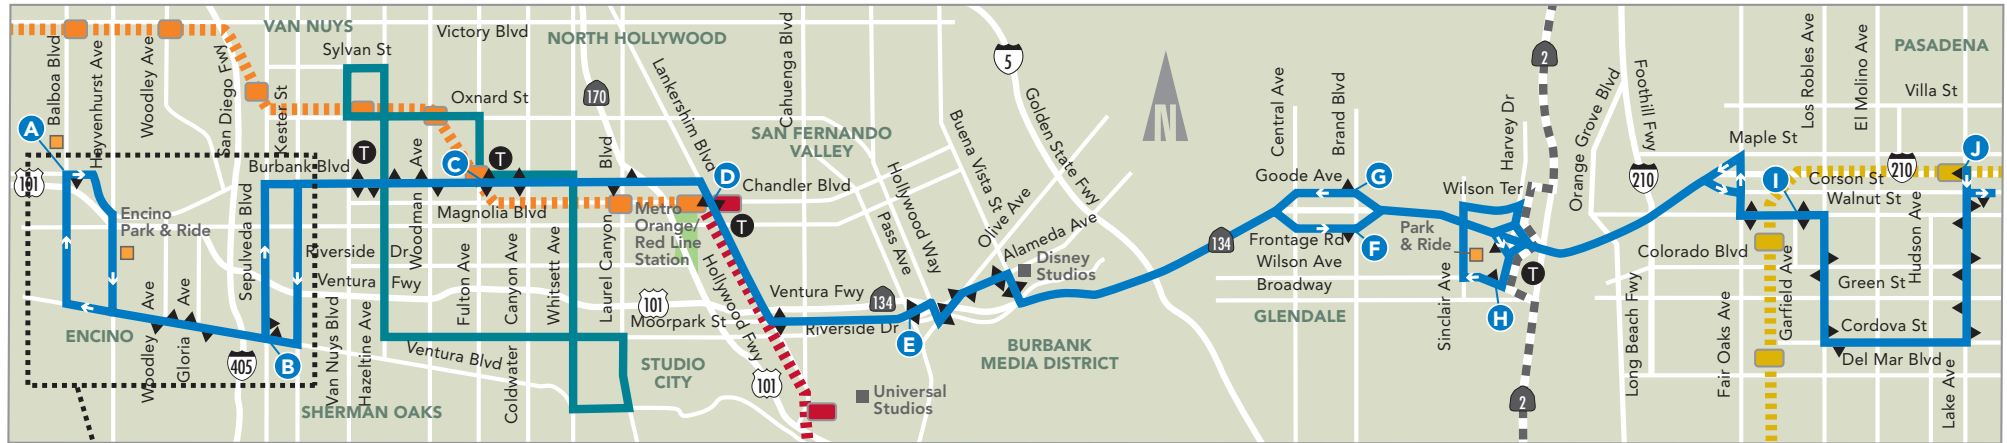 VAN NUYS
Sylvan St
Victory Blvd
NORTH HOLLYWOOD
Balboa Blvd
Hayvenhurst Ave
Woodley Ave
San Diego Fwy
Kester St
Oxnard St
170
Lankershim Blvd
Cahuenga Blvd
5
Golden State Fwy
N
SAN FERNANDO
VALLEY
Buena Vista St
Hollywood Way
Pass Ave
Olive Ave
Alameda Ave
Central Ave
Brand Blvd
Harvey Dr
2
Orange Grove Blvd
Foothill Fwy
210
Los Robles Ave
El Molino Ave
PASADENA
Villa St
Maple St
210
J
A
101
Burbank Blvd
T
Ave
C
T
Blvd
D
Chandler Blvd
Magnolia Blvd
Metro
Orange/
Red Line
Station
T
Encino
Park & Ride
Sepulveda Blvd
Riverside Dr
Ventura Fwy
Woodman
Fulton Ave
Canyon Ave
Coldwater
Whitsett Ave
Laurel Canyon
101
Moorpark St
Hollywood Fwy
Ventura Fwy
134
Riverside Dr
E
Disney
Studios
134
Goode Ave
G
Frontage Rd
F
Wilson Ave
Broadway
GLENDALE
Wilson Ter
Park
& Ride
Sinclair Ave
T
H
2
I
Corson St
Walnut St
Colorado Blvd
Hudson Ave
Green St
Garfield Ave
Fair Oaks Ave
Long Beach Fwy
Cordova St
Del Mar Blvd
Lake Ave
ENCINO
Woodley Ave
Gloria Ave
405
B
Van Nuys Blvd
Hazeltine Ave
Ventura Blvd
SHERMAN OAKS
STUDIO
CITY
101
Universal
Studios
BURBANK
MEDIA DISTRICT